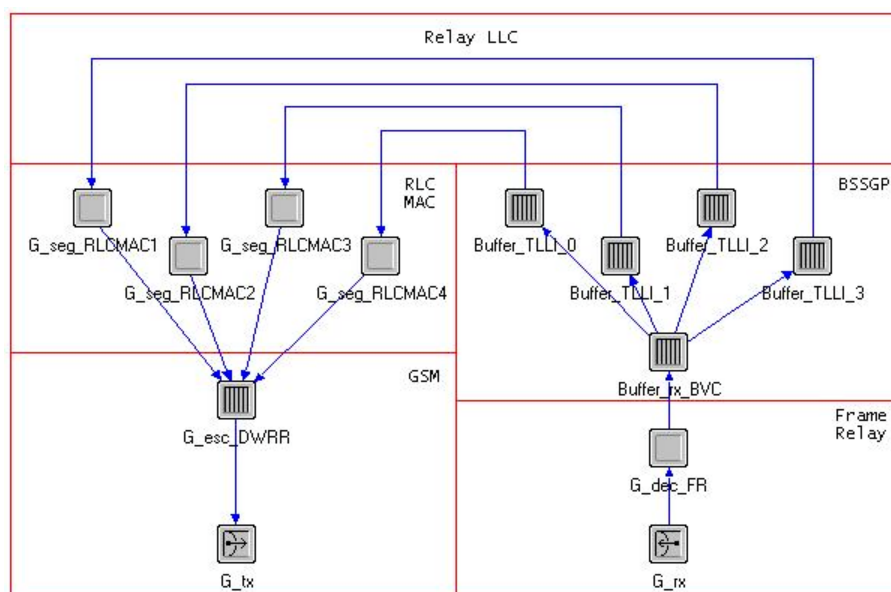 Relay LLC
RLC
MAC
BSSGP
G_seg_RLCMAC1
G_seg_RLCMAC3
Buffer_TLLI_0
Buffer_TLLI_2
G_seg_RLCMAC2
G_seg_RLCMAC4
Buffer_TLLI_1
Buffer_TLLI_3
GSM
Buffer_rx_BVC
G_esc_DWRR
Frame
Relay
G_dec_FR
G_tx
G_rx